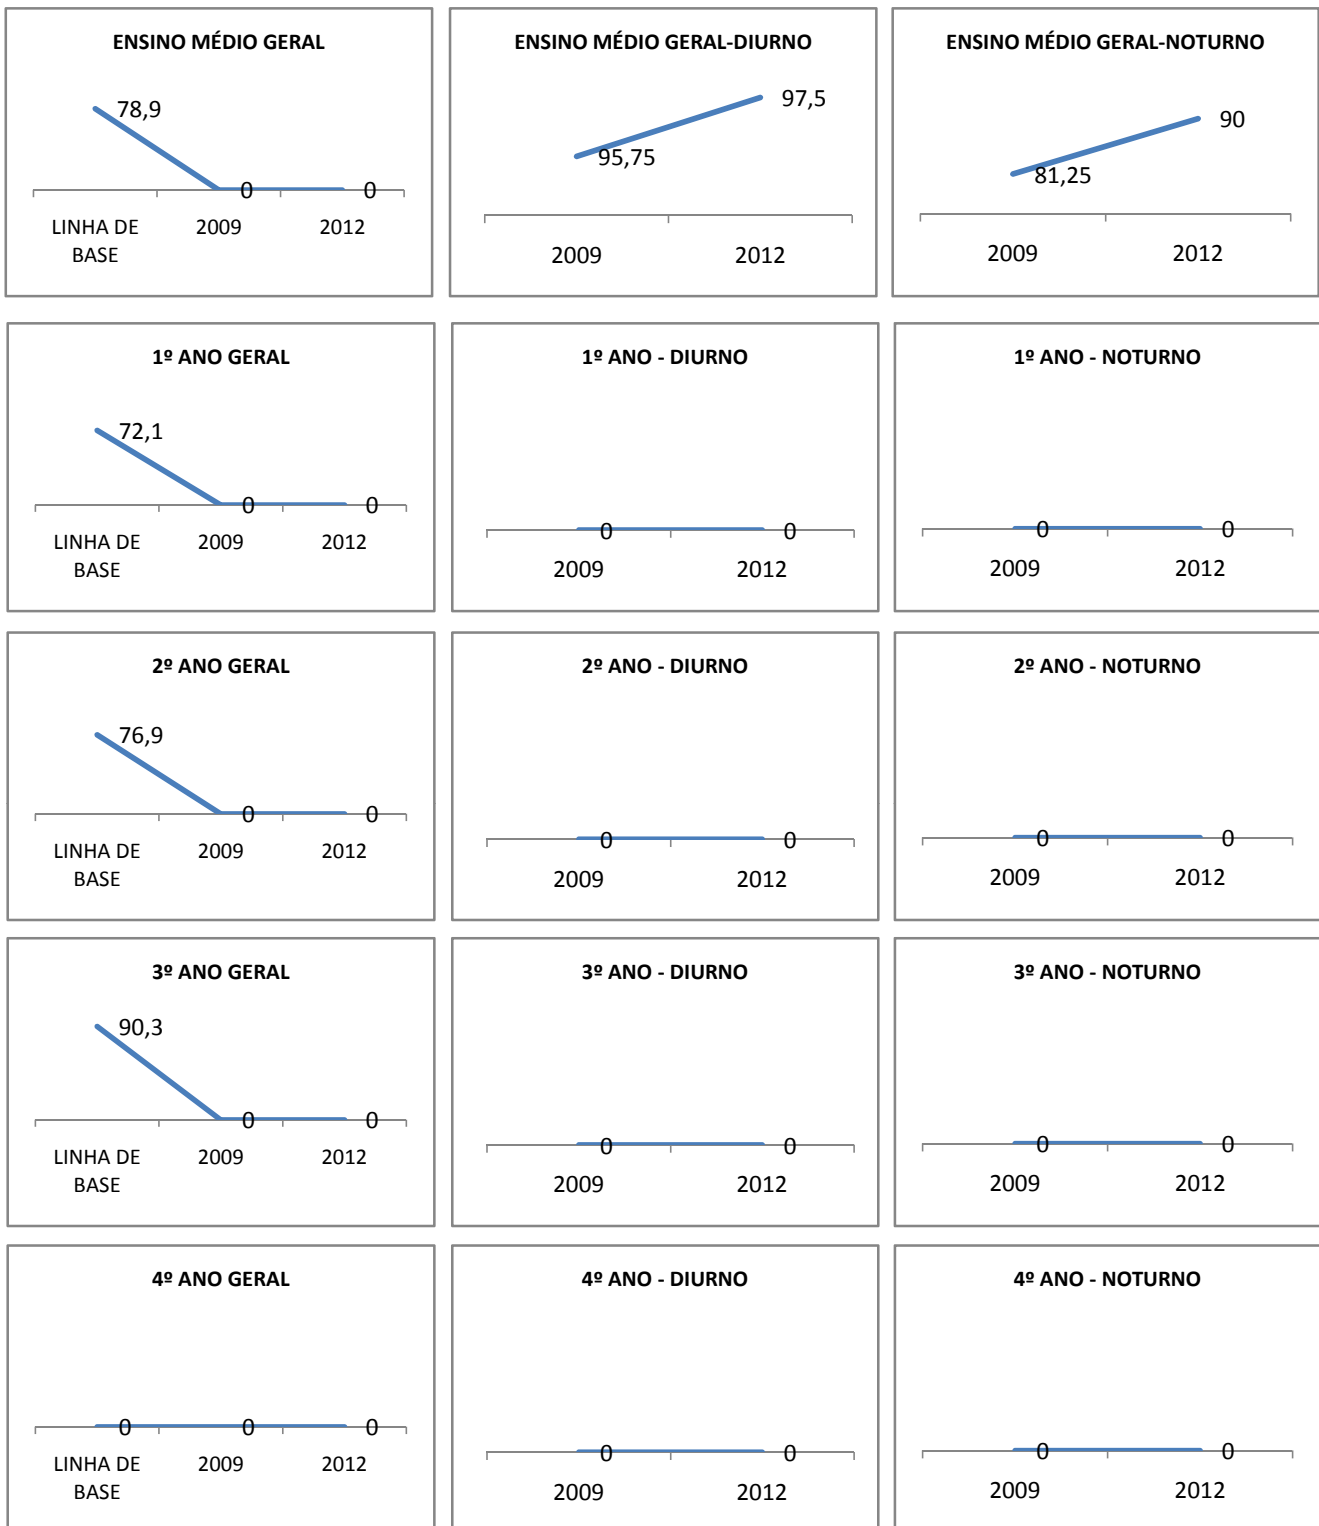 ENSINO MÉDIO GERAL
78,9
0
0
LINHA DE
BASE
2009
2012
ENSINO MÉDIO GERAL-DIURNO
97,5
95,75
2009
2012
ENSINO MÉDIO GERAL-NOTURNO
90
81,25
2009
2012
1º ANO GERAL
72,1
0
0
LINHA DE
BASE
2009
2012
1º ANO - DIURNO
0
0
2009
2012
1º ANO - NOTURNO
0
0
2009
2012
2º ANO GERAL
76,9
0
0
LINHA DE
BASE
2009
2012
2º ANO - DIURNO
0
0
2009
2012
2º ANO - NOTURNO
0
0
2009
2012
3º ANO GERAL
90,3
0
0
LINHA DE
BASE
2009
2012
3º ANO - DIURNO
0
0
2009
2012
3º ANO - NOTURNO
0
0
2009
2012
4º ANO GERAL
0
0
0
LINHA DE
BASE
2009
2012
4º ANO - DIURNO
0
0
2009
2012
4º ANO - NOTURNO
0
0
2009
2012